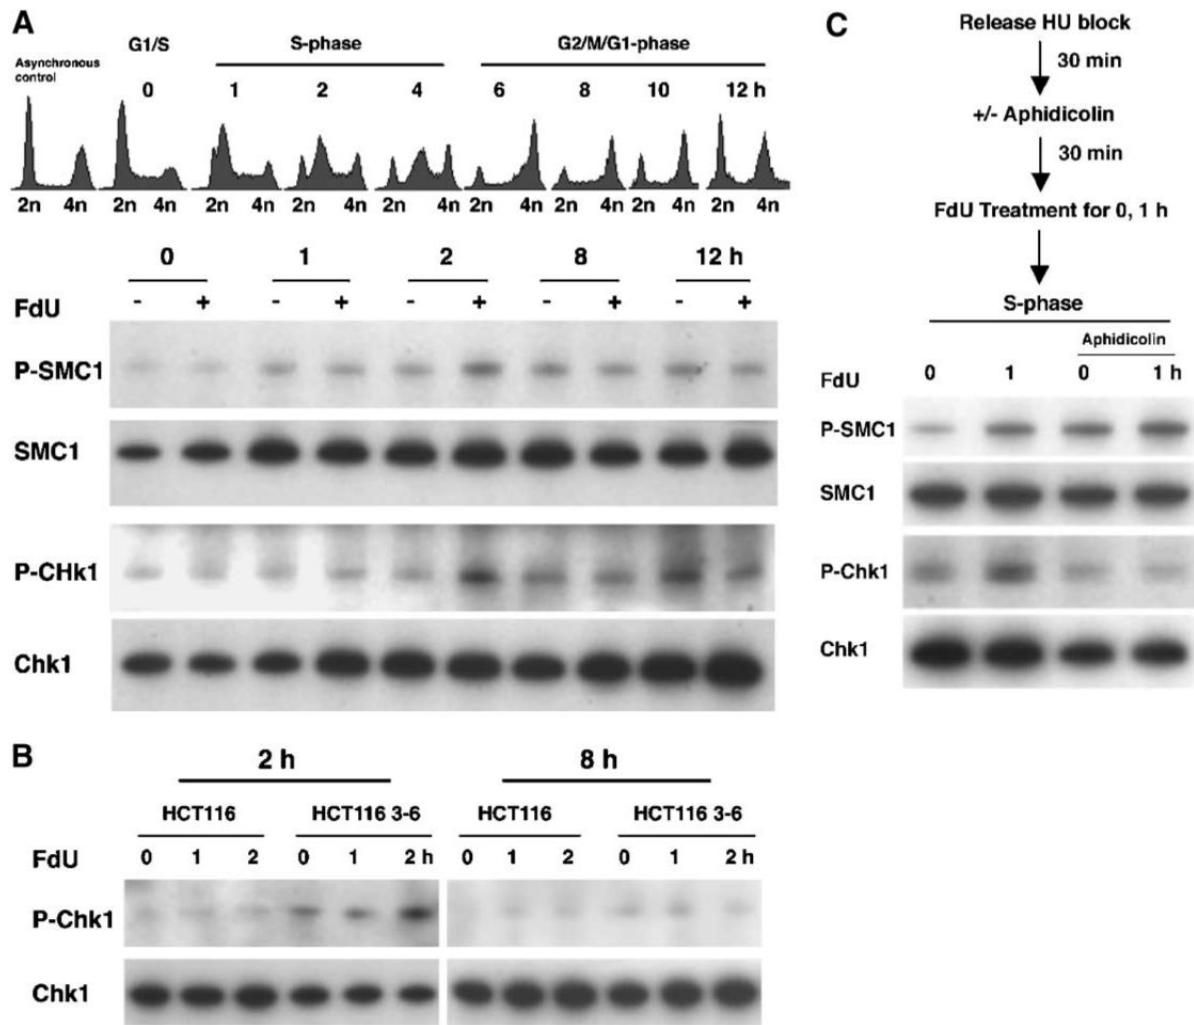 A
G1/S
S-phase
G2/M/G1-phase
Asynchronous
control
0 1 2 4 6 8 10 12 h
2n 4n 2n 4n 2n 4n 2n 4n 2n 4n 2n 4n 2n 4n 2n 4n 2n 4n
0 1 2 8 12 h
FdU - + - + - + - + - +
P-SMC1
SMC1
P-CHk1
Chk1
B
2 h 8 h
HCT116 HCT116 3-6 HCT116 HCT116 3-6
FdU 0 1 2 0 1 2 h 0 1 2 0 1 2 h
P-Chk1
Chk1
C
Release HU block
30 min
+/- Aphidicolin
30 min
FdU Treatment for 0, 1 h
S-phase
Aphidicolin
FdU 0 1 0 1 h
P-SMC1
SMC1
P-Chk1
Chk1